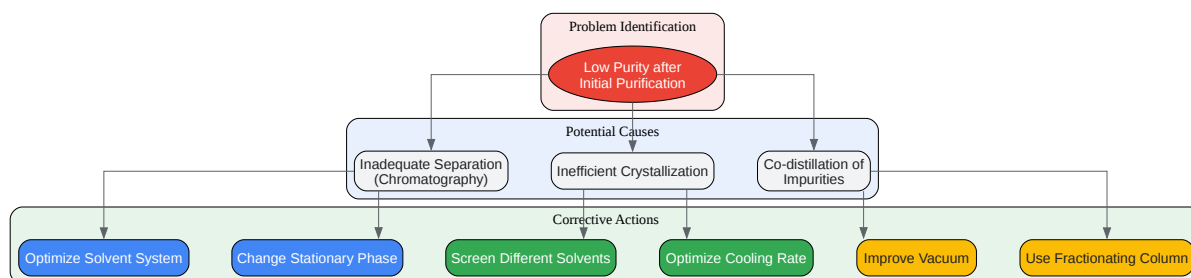 Problem Identification
Low Purity after
Initial Purification
Potential Causes
Inadequate Separation
(Chromatography)
Inefficient Crystallization
Co-distillation of
Impurities
Corrective Actions
Optimize Solvent System
Change Stationary Phase
Screen Different Solvents
Optimize Cooling Rate
Improve Vacuum
Use Fractionating Column